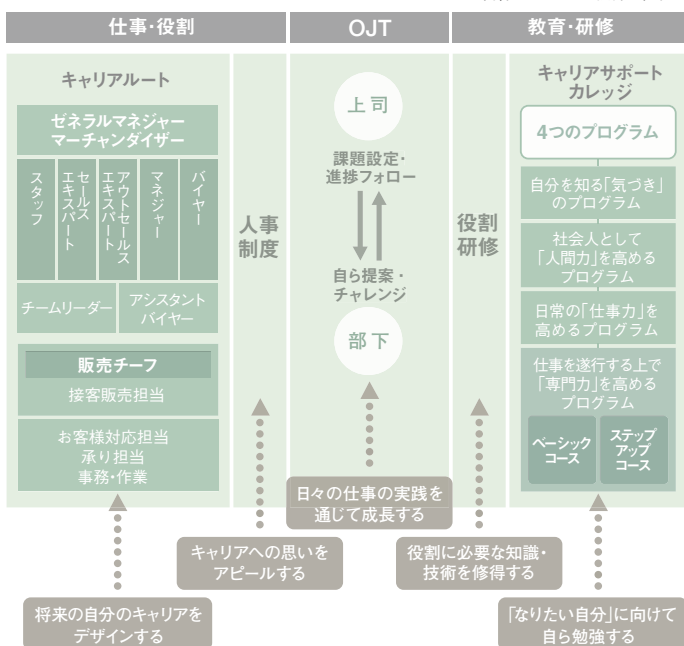 仕事・役割
OJT
教育・研修
キャリアルート
ゼネラルマネジャー
マーチャンダイザー
スタッフ
セールス
エキスパート
アウトセールス
エキスパート
マネジャー
バイヤー
チームリーダー
アシスタント
バイヤー
販売チーフ
接客販売担当
お客様対応担当
承り担当
事務・作業
人事
制度
上司
課題設定・
進捗フォロー
自ら提案・
チャレンジ
部下
役割
研修
キャリアサポート
カレッジ
4つのプログラム
自分を知る「気づき」
のプログラム
社会人として
「人間力」を高める
プログラム
日常の「仕事力」を
高めるプログラム
仕事を遂行する上で
「専門力」を高める
プログラム
ベーシック
コース
ステップ
アップ
コース
日々の仕事の実践を
通じて成長する
キャリアへの思いを
アピールする
役割に必要な知識・
技術を修得する
将来の自分のキャリアを
デザインする
「なりたい自分」に向けて
自ら勉強する